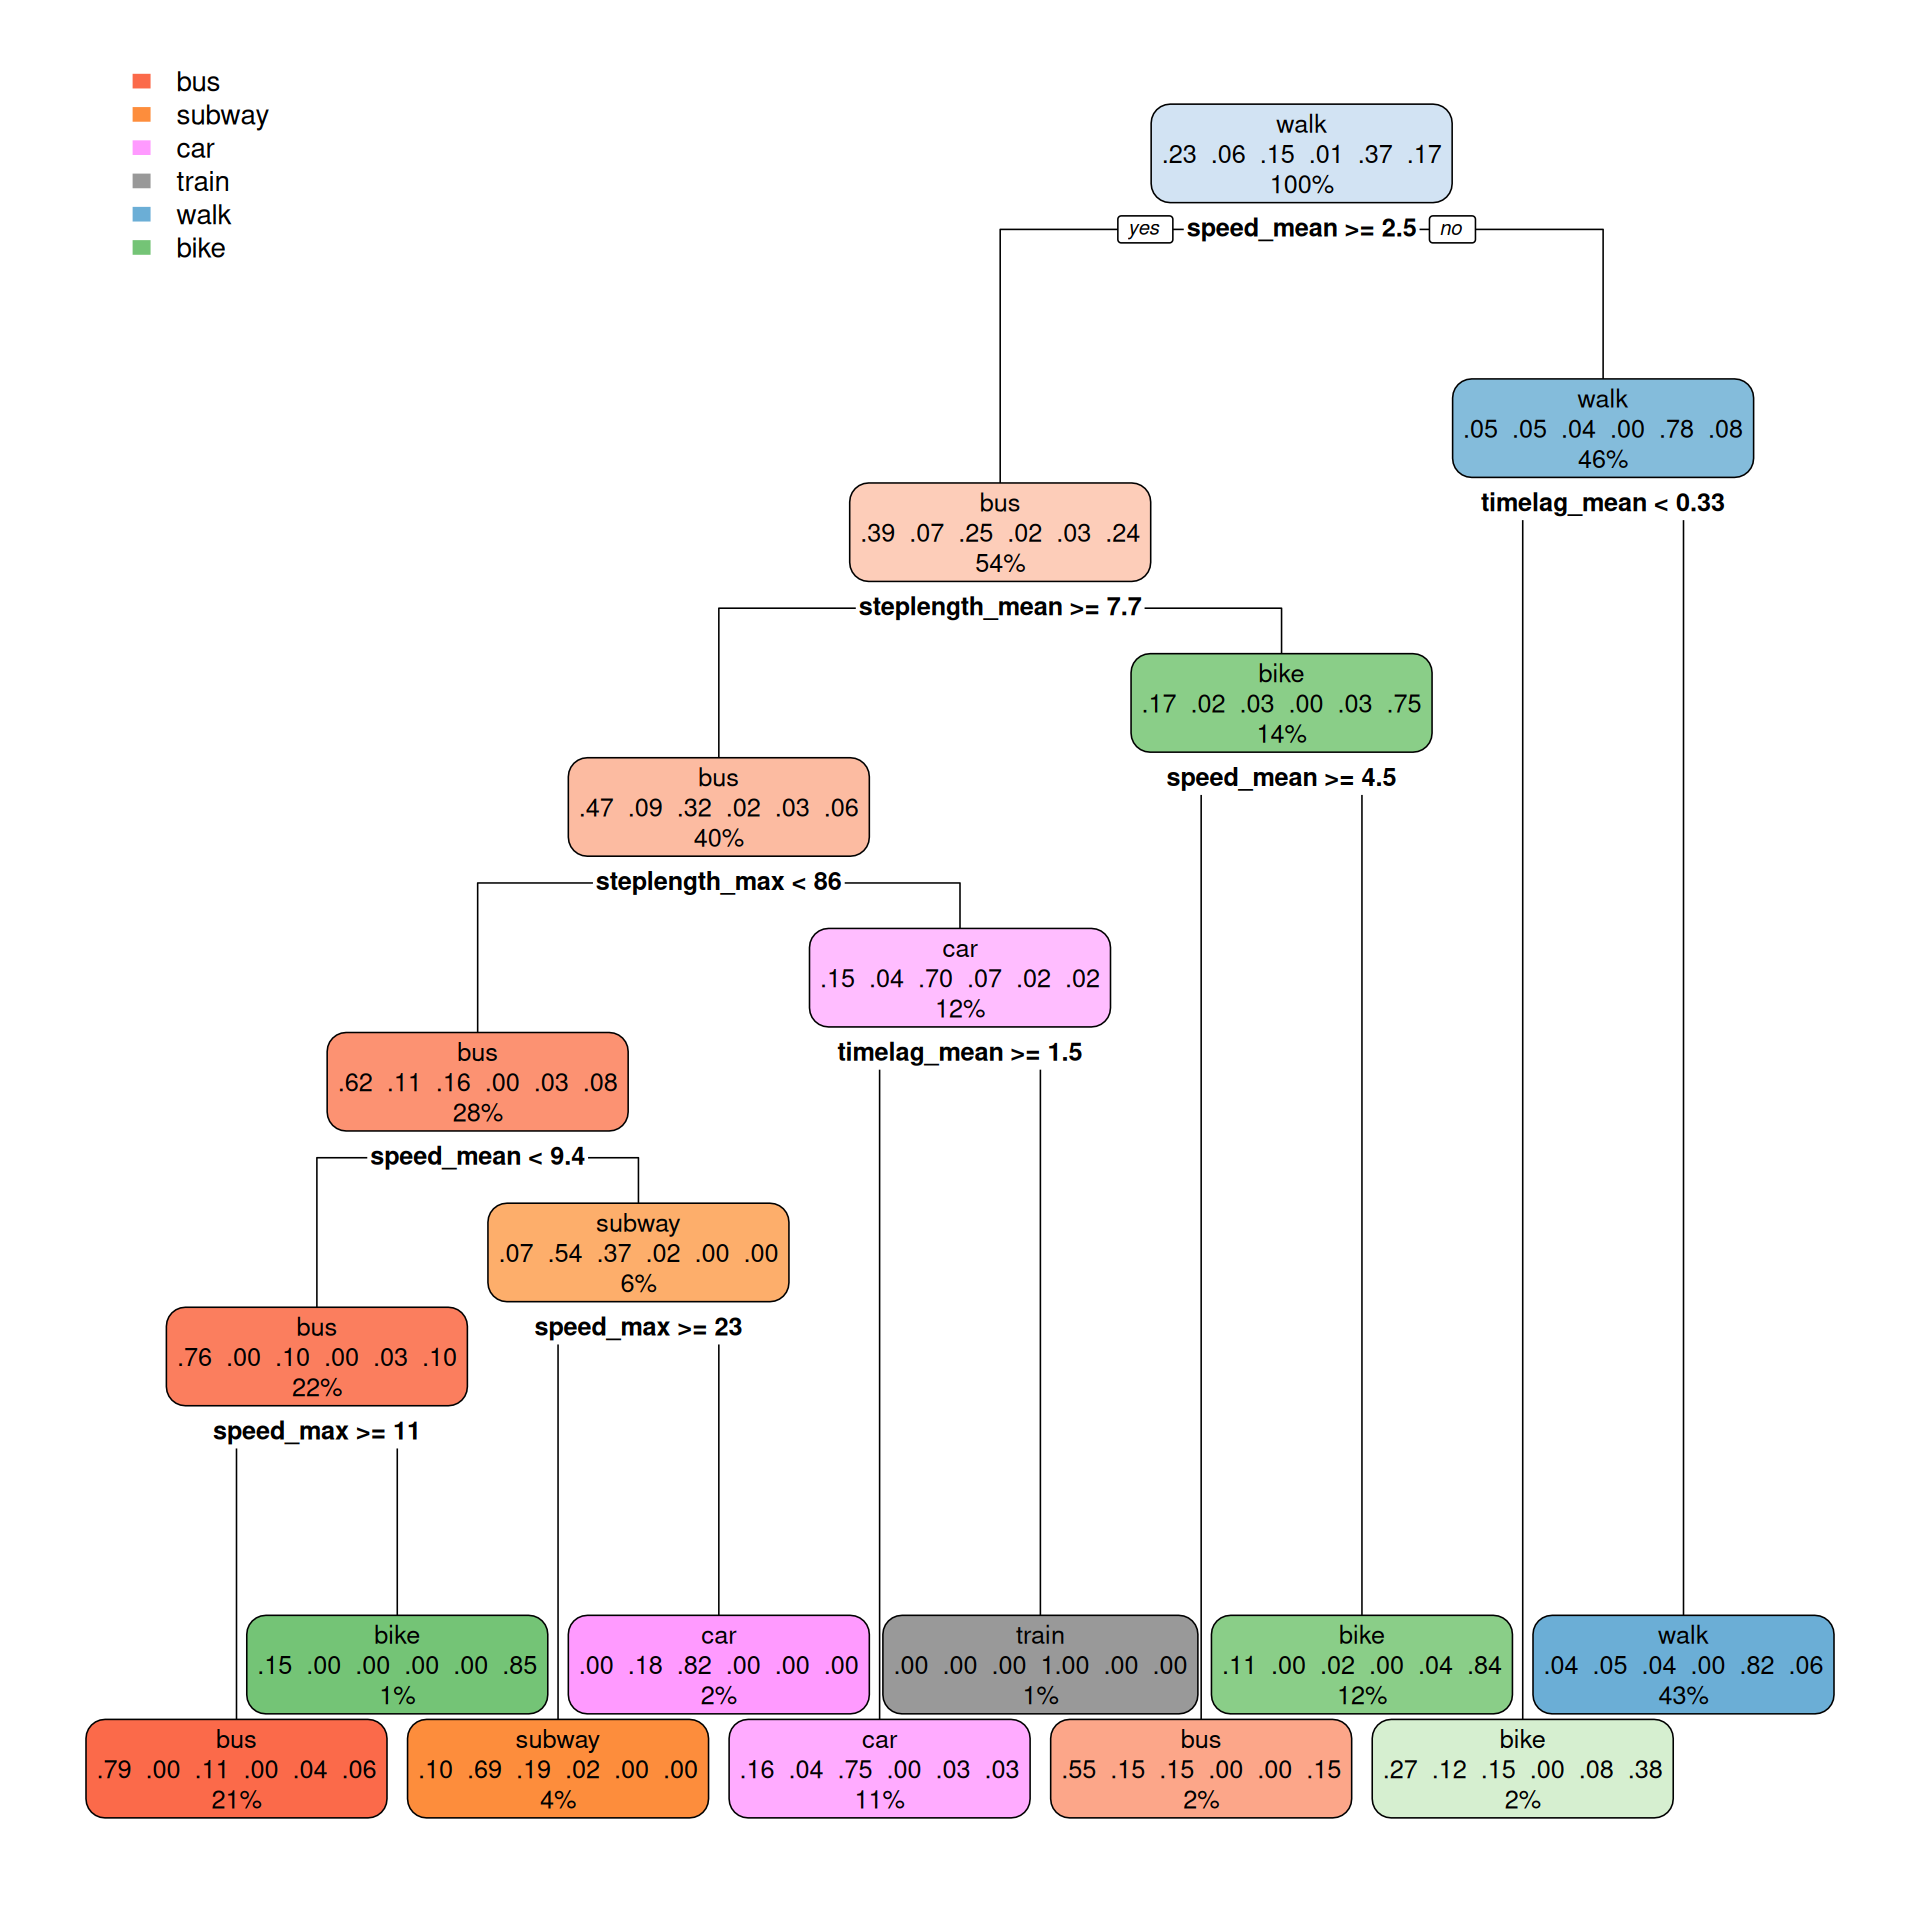 bus
subway
car
train
walk
bike
walk
.23 .06 .15 .01 .37 .17
100%
yes speed_mean >= 2.5 no
walk
.05 .05 .04 .00 .78 .08
46%
timelag_mean < 0.33
bus
.39 .07 .25 .02 .03 .24
54%
steplength_mean >= 7.7
bike
.17 .02 .03 .00 .03 .75
14%
speed_mean >= 4.5
bus
.47 .09 .32 .02 .03 .06
40%
steplength_max < 86
car
.15 .04 .70 .07 .02 .02
12%
timelag_mean >= 1.5
bus
.62 .11 .16 .00 .03 .08
28%
speed_mean < 9.4
subway
.07 .54 .37 .02 .00 .00
6%
speed_max >= 23
bus
.76 .00 .10 .00 .03 .10
22%
speed_max >= 11
bike
.15 .00 .00 .00 .00 .85
1%
car
.00 .18 .82 .00 .00 .00
2%
train
.00 .00 .00 1.00 .00 .00
1%
bike
.11 .00 .02 .00 .04 .84
12%
walk
.04 .05 .04 .00 .82 .06
43%
bus
.79 .00 .11 .00 .04 .06
21%
subway
.10 .69 .19 .02 .00 .00
4%
car
.16 .04 .75 .00 .03 .03
11%
bus
.55 .15 .15 .00 .00 .15
2%
bike
.27 .12 .15 .00 .08 .38
2%